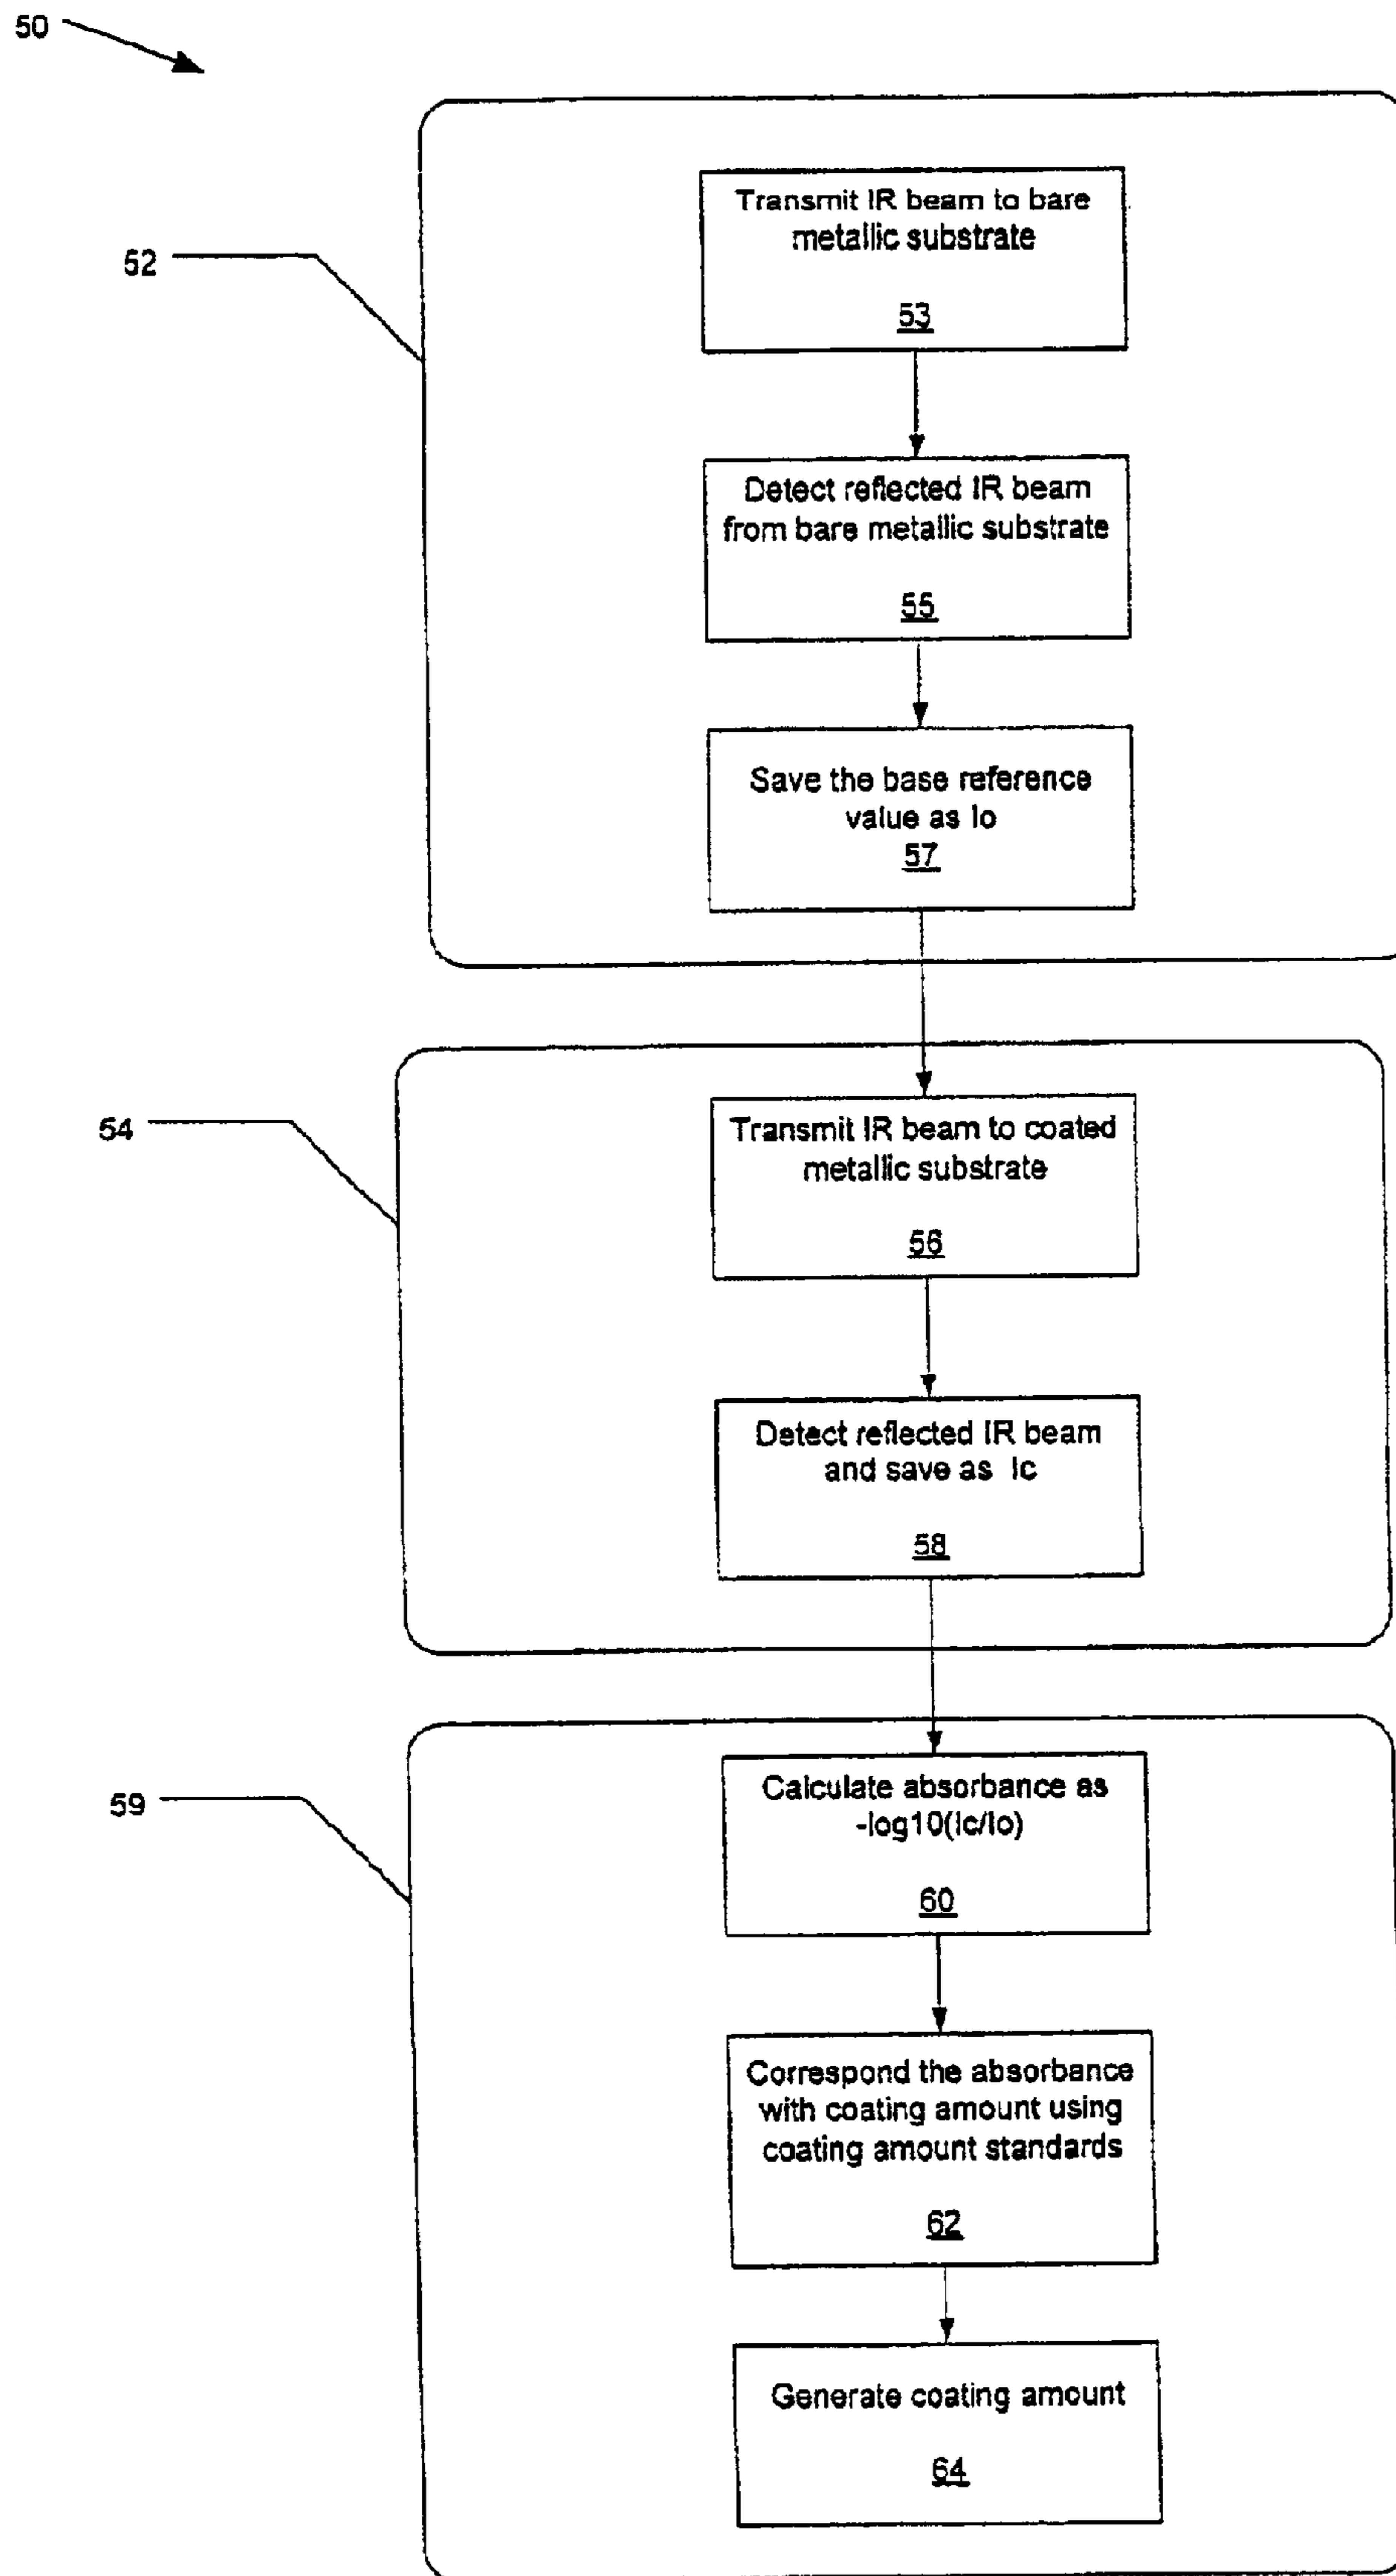 50
52
Transmit IR beam to bare
metallic substrate
53
Detect reflected IR beam
from bare metallic substrate
55
Save the base reference
value as Io
57
54
Transmit IR beam to coated
metallic substrate
56
Detect reflected IR beam
and save as Ic
58
59
Calculate absorbance as
-log10(Ic/Io)
60
Correspond the absorbance
with coating amount using
coating amount standards
62
Generate coating amount
64